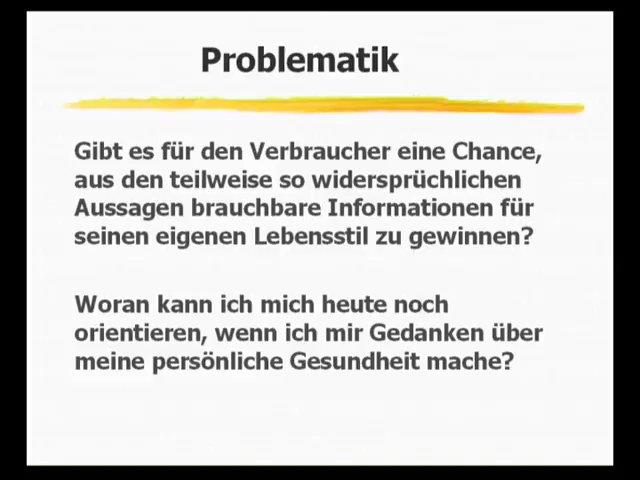 Problematik
Gibt es für den Verbraucher eine Chance,
aus den teilweise so widersprüchlichen
Aussagen brauchbare Informationen für
seinen eigenen Lebensstil zu gewinnen?
Woran kann ich mich heute noch
orientieren, wenn ich mir Gedanken über
meine persönliche Gesundheit mache?